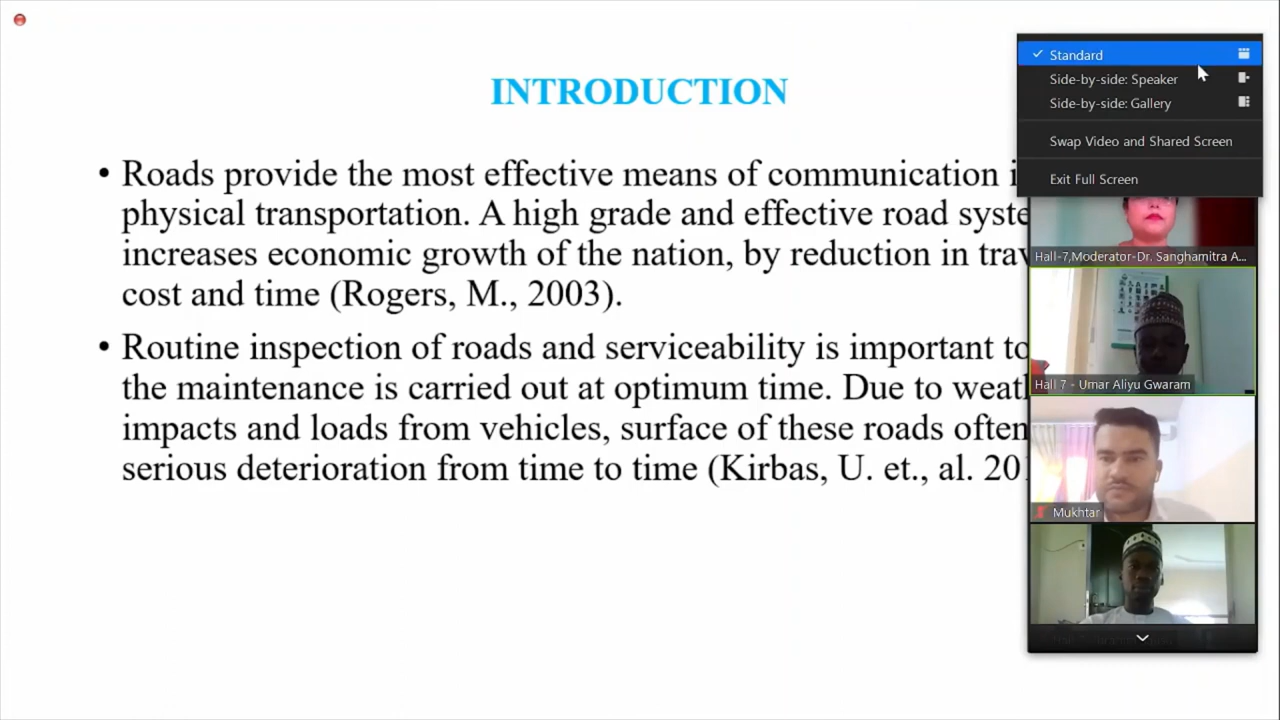 INTRODUCTION
• Roads provide the most effective means of communication
physical transportation. A high grade and effective road
increases economic growth of the nation, by reduction in
cost and time (Rogers, M., 2003).
• Routine inspection of roads and serviceability is important to
the maintenance is carried out at optimum time. Due to
impacts and loads from vehicles, surface of these roads often
serious deterioration from time to time (Kirbas, U. et., al.
Standard
Side-by-side: Speaker
Side-by-side: Gallery
Swap Video and Shared Screen
Exit Full Screen
Hall-7,Moderator-Dr. Sanghamitra A...
Hall 7 - Umar Aliyu Gwaram
Mukhtar